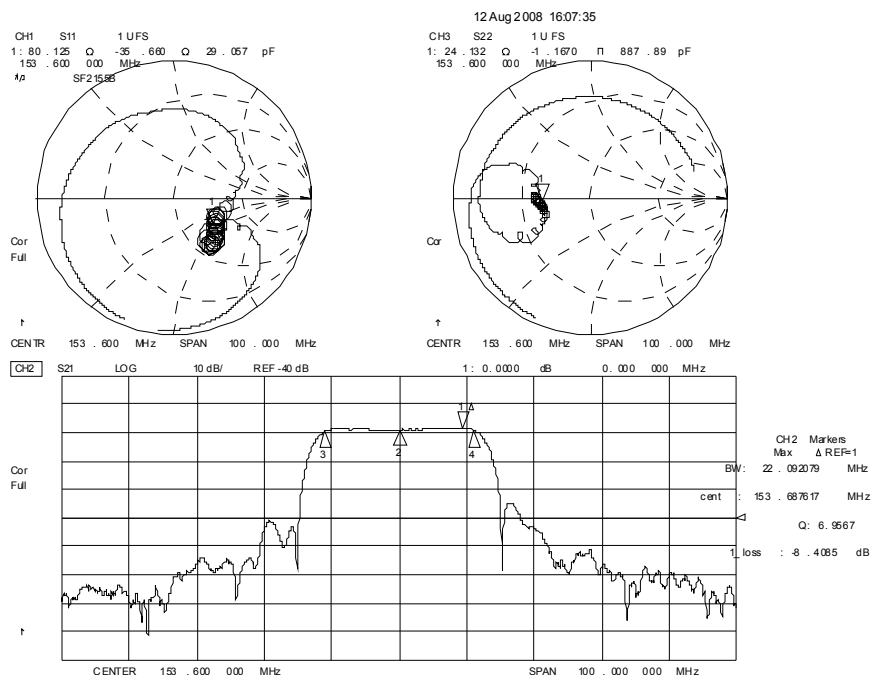 12 Aug 2008 16:07:35
CH1 S11 1 U FS
1: 80 . 125 Ω -35 . 660 Ω 29 . 057 pF
153 . 600 000 MHz
SF2155B
Cor
Full
↑
CENTR 153 . 600 MHz SPAN 100 . 000 MHz
CH3 S22 1 U FS
1: 24 . 132 Ω -1 . 1670 Π 887 . 89 pF
153 . 600 000 MHz
1
Cor
↑
CENTR 153 . 600 MHz SPAN 100 . 000 MHz
CH2 S21 LOG 10 dB/ REF -40 dB 1: 0.0000 dB 0. 000 000 MHz
1 Δ
3 2 4
Cor
Full
↑
CH2 Markers
Max Δ REF=1
BW: 22 . 092079 MHz
cent : 153 . 687617 MHz
Q: 6. 9567
1_loss : -8 . 4085 dB
CENTER 153 . 600 000 MHz SPAN 100 . 000 000 MHz